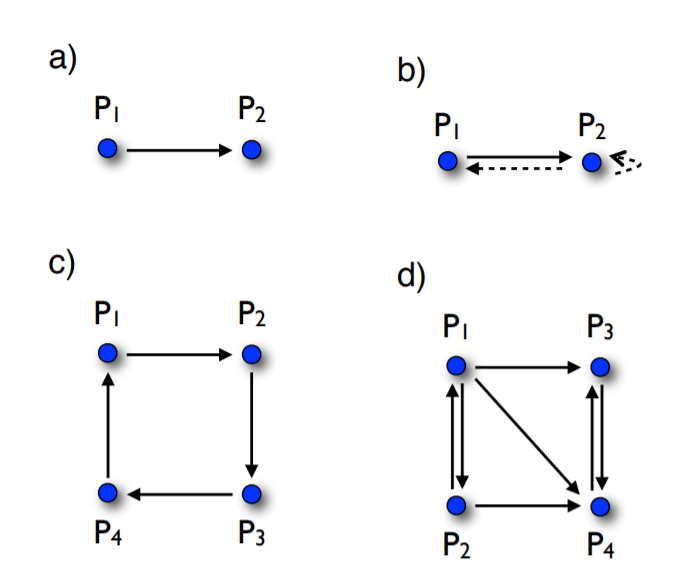 a)
P1 P2
b)
P1 P2
c)
P1 P2
P4 P3
d)
P1 P3
P2 P4